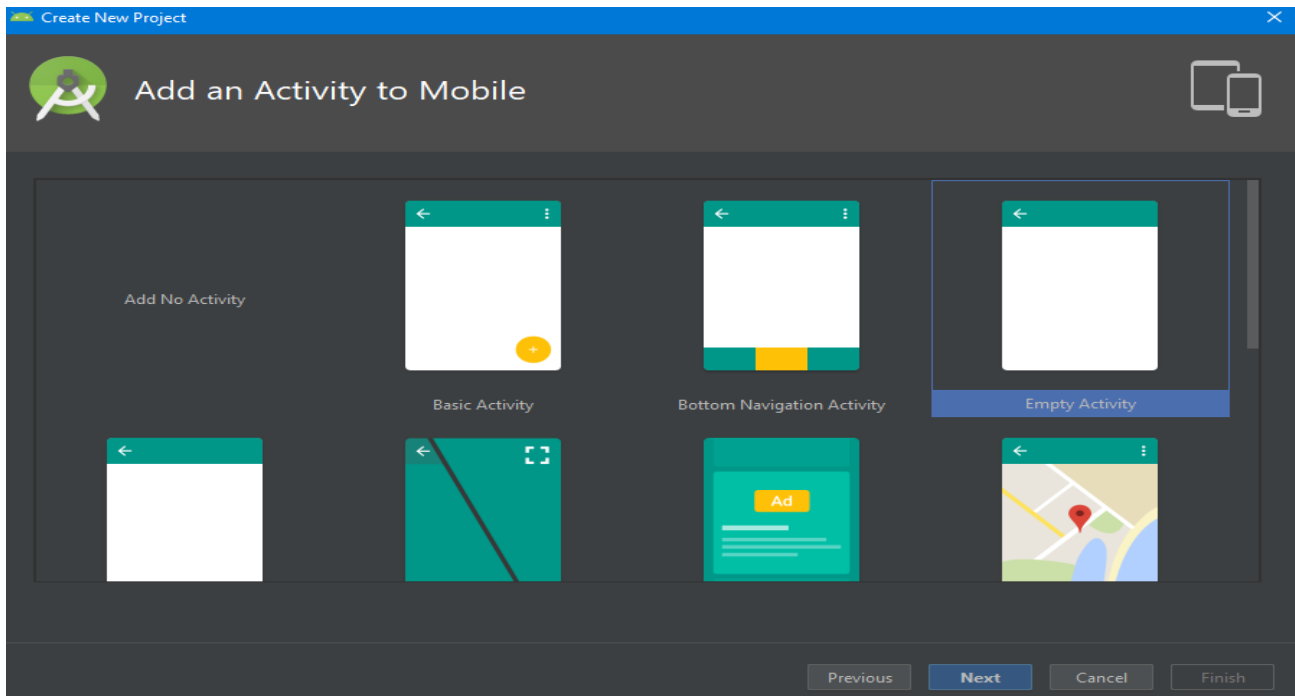 Create New Project
Add an Activity to Mobile
Add No Activity
Basic Activity
Bottom Navigation Activity
Empty Activity
Ad
Previous
Next
Cancel
Finish